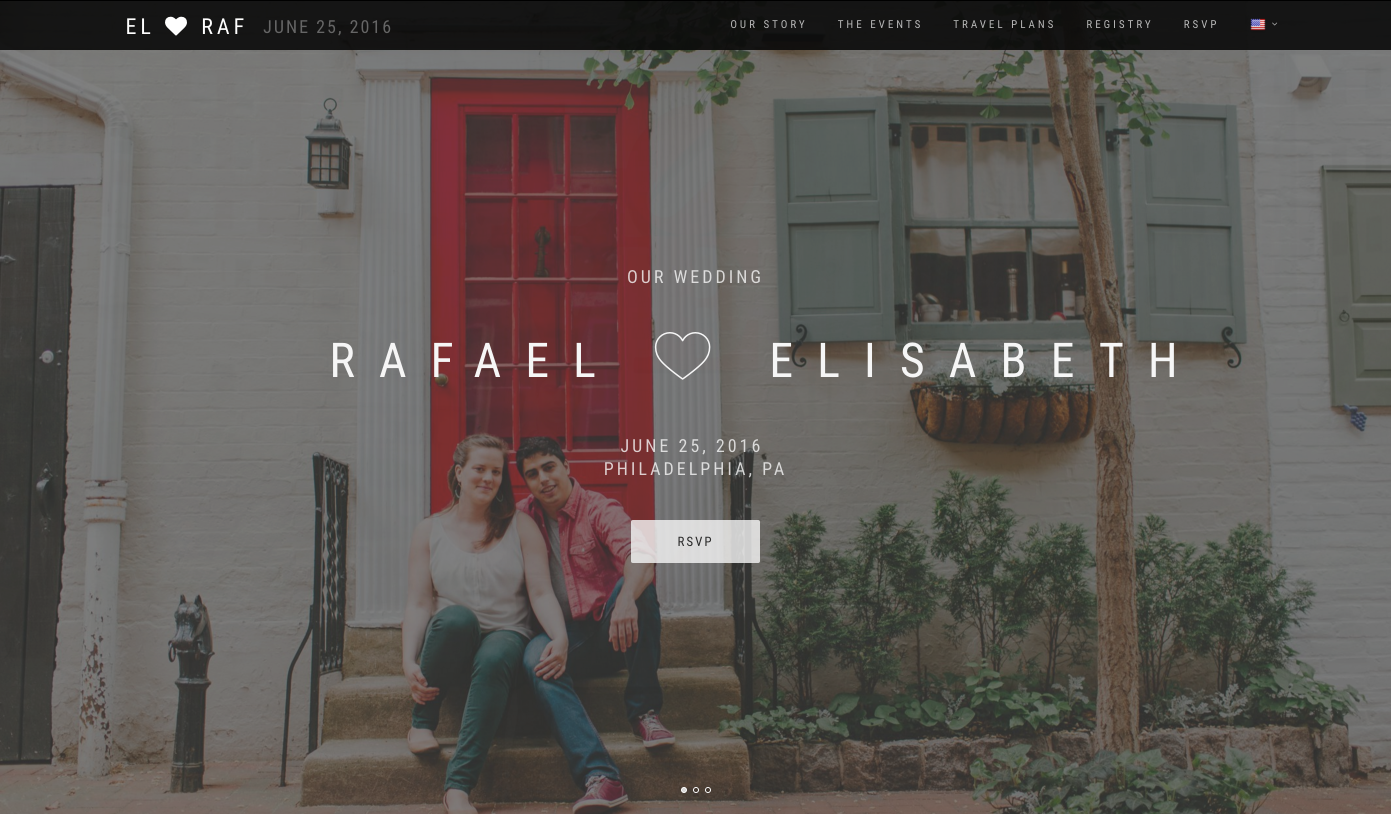 EL RAF JUNE 25, 2016
OUR STORY THE EVENTS TRAVEL PLANS REGISTRY RSVP
OUR WEDDING
RAFAEL ELISABETH
JUNE 25, 2016
PHILADELPHIA, PA
RSVP